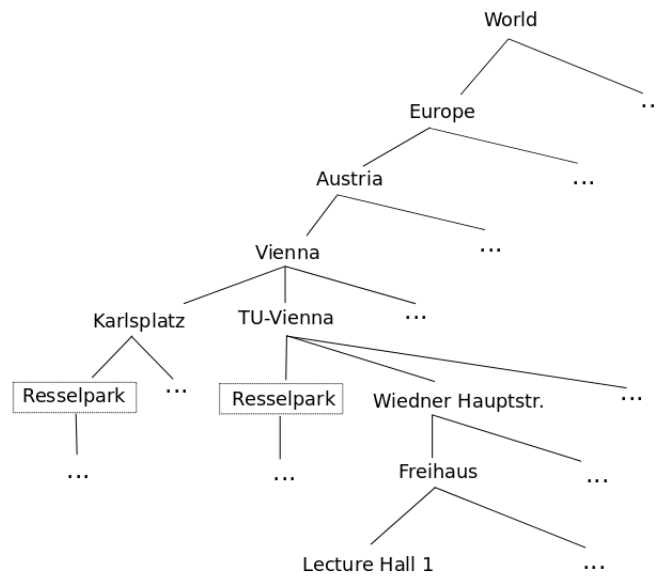 World
Europe
...
Austria
...
Vienna
...
Karlsplatz
TU-Vienna
...
Resselpark
...
Resselpark
Wiedner Hauptstr.
...
...
...
Freihaus
...
Lecture Hall 1
...